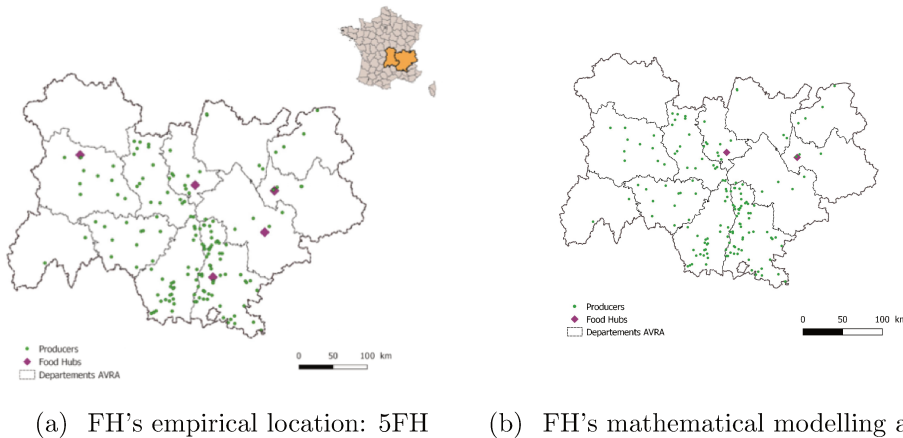 Producers
Food Hubs
Departements AVRA
0 50 100 km
Producers
Food Hubs
Departements AVRA
0 50 100 km
(a) FH's empirical location: 5FH
(b) FH's mathematical modelling a